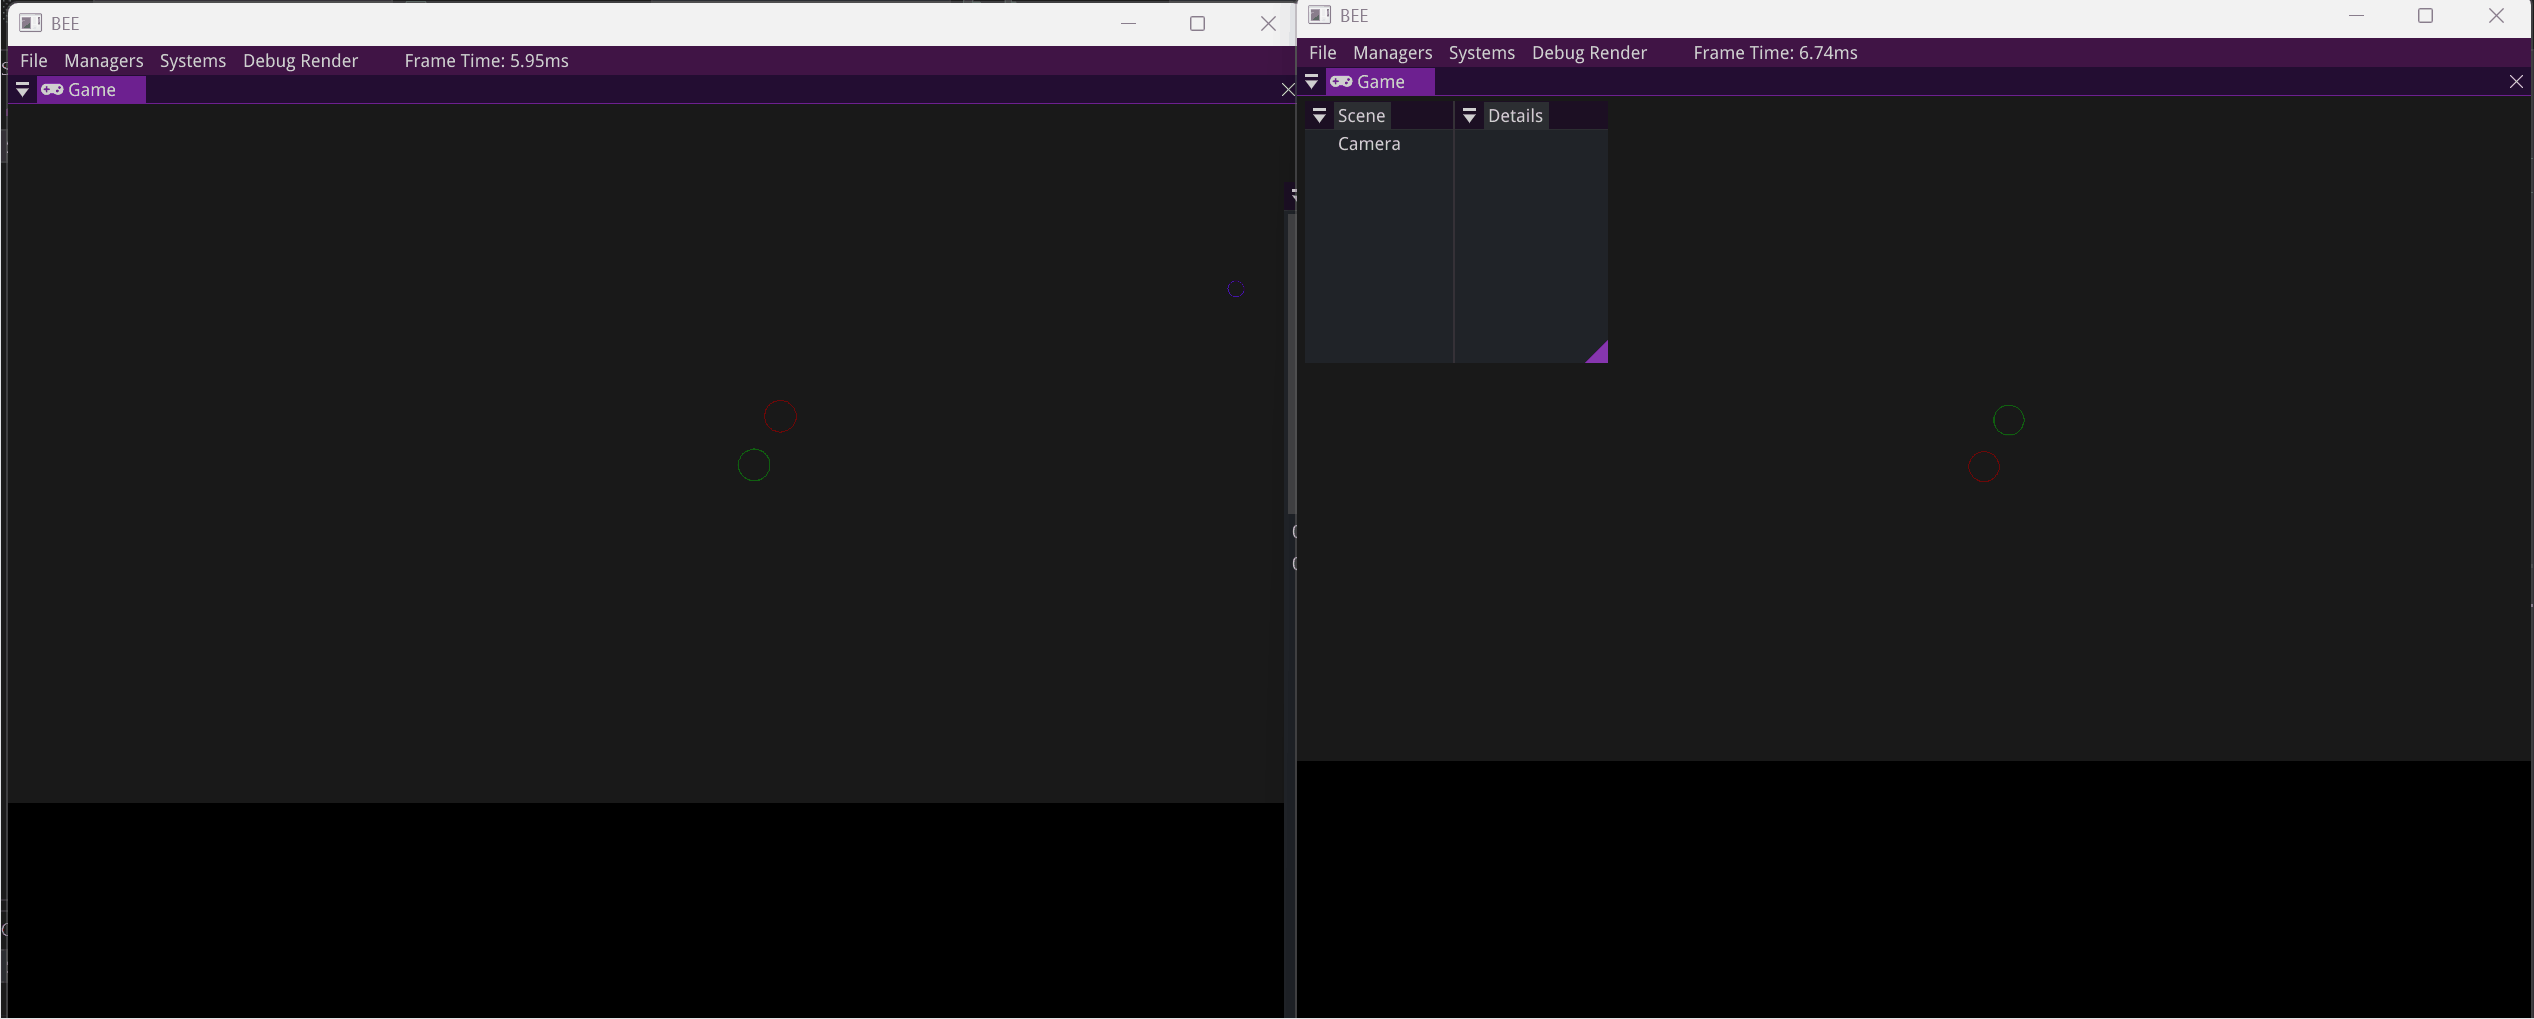 BEE
File Managers Systems Debug Render Frame Time: 5.95ms
Game
BEE
File Managers Systems Debug Render Frame Time: 6.74ms
Game
Scene Details
Camera